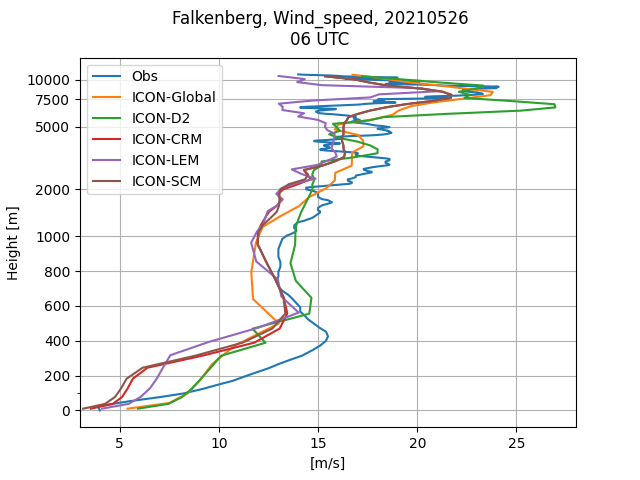 Falkenberg, Wind_speed, 20210526
06 UTC
Obs
ICON-Global
ICON-D2
ICON-CRM
ICON-LEM
ICON-SCM
10000
7500
5000
2000
1000
800
600
400
200
0
Height [m]
5
10
15
20
25
[m/s]